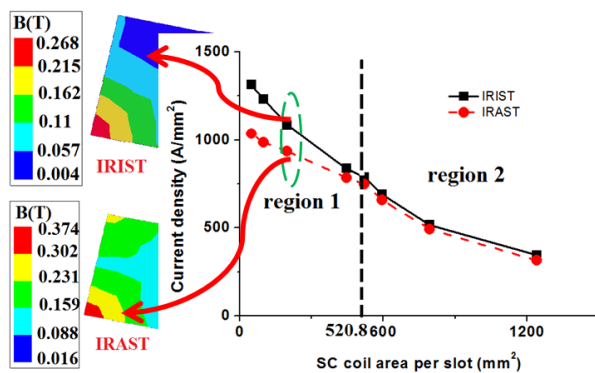 B(T)
0.268
0.215
0.162
0.11
0.057
0.004
IRIST
B(T)
0.374
0.302
0.231
0.159
0.088
0.016
IRAST
Current density (A/mm²)
1500
1000
500
0
IRIST
IRAST
region 1
region 2
0
520.8
600
1200
SC coil area per slot (mm²)